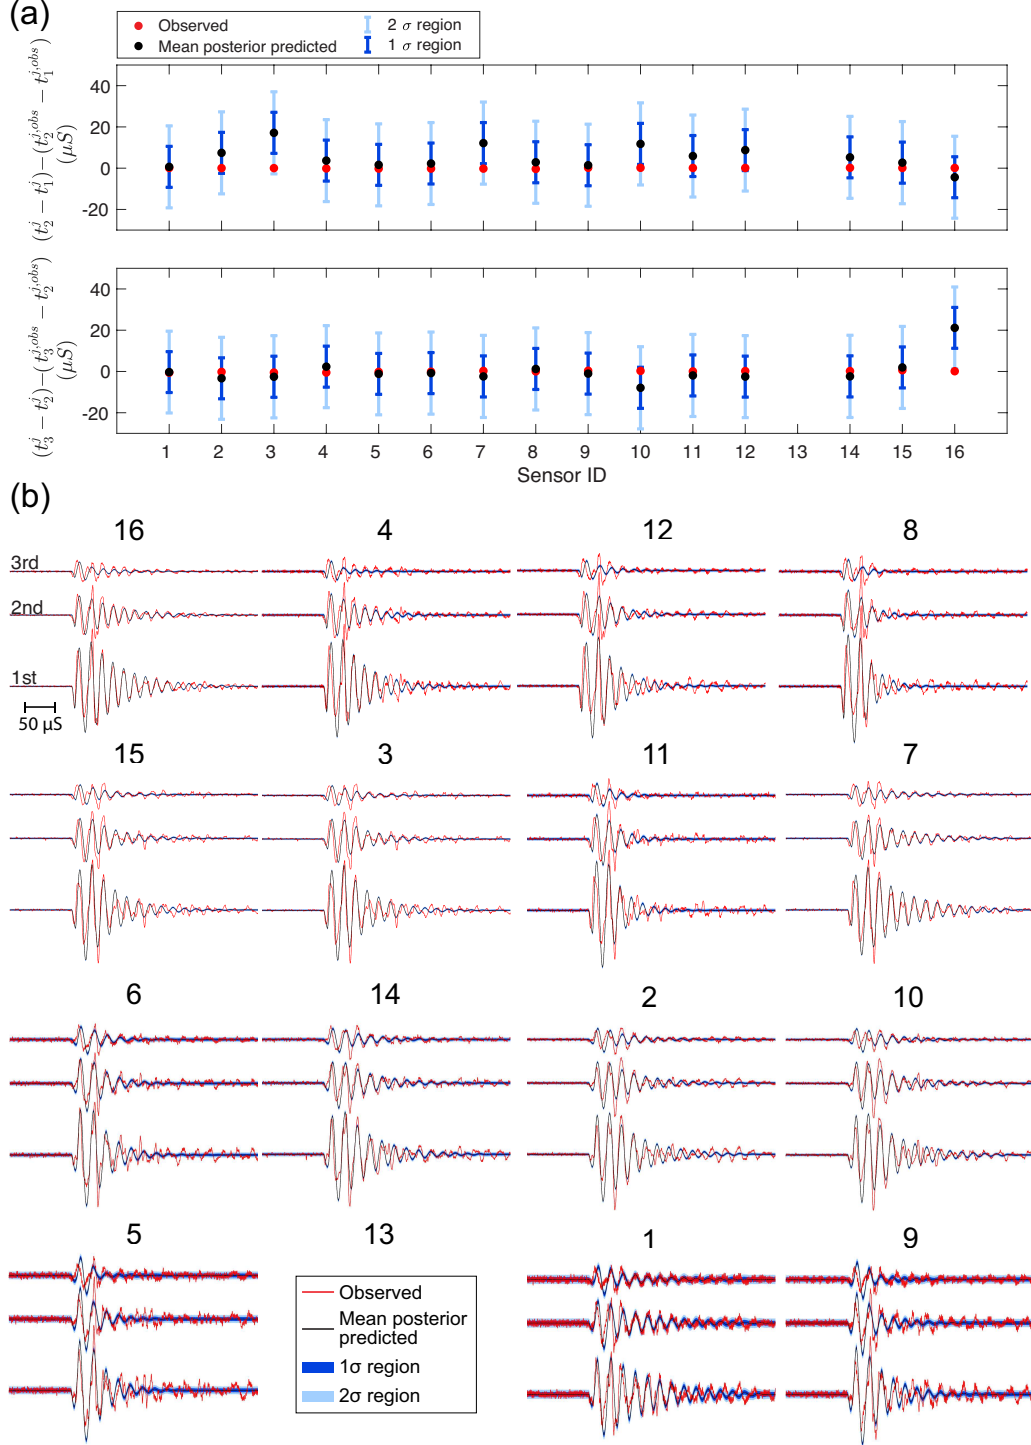 (a)
Observed
Mean posterior predicted
2 σ region
1 σ region
(t₂ʲ − t₁ʲ)−(t₂ʲ,ᵒᵇˢ − t₁ʲ,ᵒᵇˢ)
(μS)
40
20
0
-20
(t₃ʲ − t₂ʲ)−(t₃ʲ,ᵒᵇˢ − t₂ʲ,ᵒᵇˢ)
(μS)
40
20
0
-20
1 2 3 4 5 6 7 8 9 10 11 12 13 14 15 16
Sensor ID
(b)
16 4 12 8
3rd
2nd
1st
50 μS
15 3 11 7
6 14 2 10
5 13 1 9
Observed
Mean posterior
predicted
1σ region
2σ region